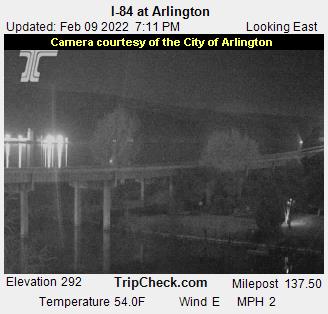 I-84 at Arlington
Updated: Feb 09 2022 7:11 PM Looking East
Camera courtesy of the City of Arlington
Elevation 292 TripCheck.com Milepost 137.50
Temperature 54.0F Wind E MPH 2